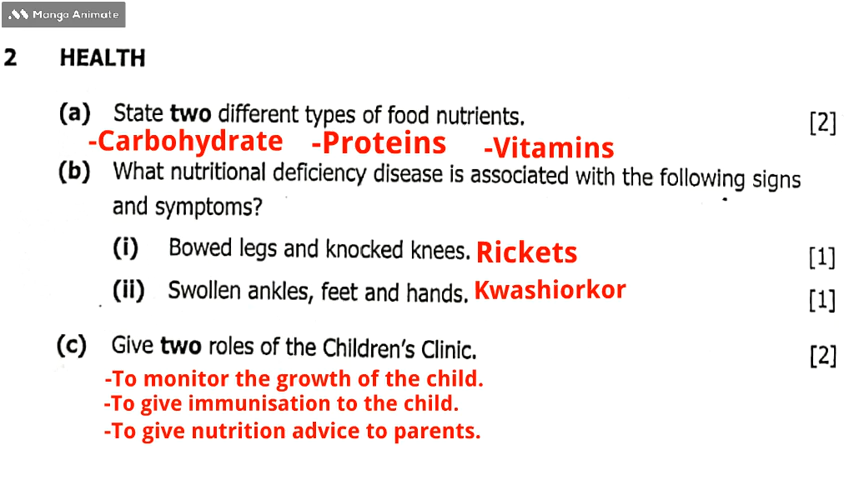 Manga Animate
2 HEALTH
(a) State two different types of food nutrients. [2]
-Carbohydrate -Proteins -Vitamins
(b) What nutritional deficiency disease is associated with the following signs
and symptoms?
(i) Bowed legs and knocked knees. Rickets [1]
(ii) Swollen ankles, feet and hands. Kwashiorkor [1]
(c) Give two roles of the Children's Clinic. [2]
-To monitor the growth of the child.
-To give immunisation to the child.
-To give nutrition advice to parents.